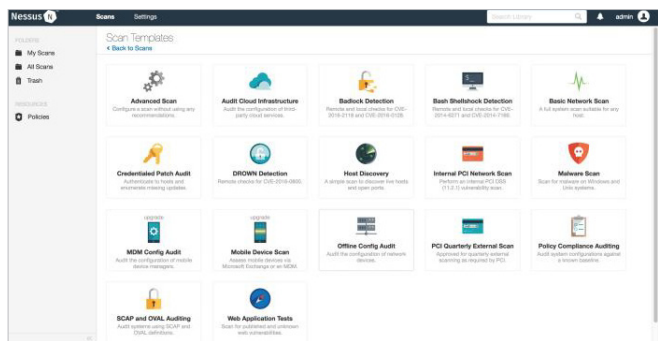 Nessus N
Scans Settings
Search Library
admin
FOLDERS
My Scans
All Scans
Trash
RESOURCES
Policies
Scan Templates
Back to Scans
Advanced Scan
Configure a scan without using any
recommendations.
Audit Cloud Infrastructure
Audit the configuration of third-
party cloud services.
Badlock Detection
Remote and local checks for CVE-
2016-2118 and CVE-2016-0128.
Bash Shellshock Detection
Remote and local checks for CVE-
2014-6271 and CVE-2014-7169.
Basic Network Scan
A full system scan suitable for any
host.
Credentialed Patch Audit
Authenticate to hosts and
enumerate missing updates.
DROWN Detection
Remote checks for CVE-2016-0800.
Host Discovery
A simple scan to discover live hosts
and open ports.
Internal PCI Network Scan
Perform an internal PCI DSS
(11.2.1) vulnerability scan.
Malware Scan
Scan for malware on Windows and
Unix systems.
upgrade
MDM Config Audit
Audit the configuration of mobile
device managers.
upgrade
Mobile Device Scan
Assess mobile devices via
Microsoft Exchange or an MDM.
Offline Config Audit
Audit the configuration of network
devices.
PCI Quarterly External Scan
Approved for quarterly external
scanning as required by PCI.
Policy Compliance Auditing
Audit system configurations against
a known baseline.
SCAP and OVAL Auditing
Audit systems using SCAP and
OVAL definitions.
Web Application Tests
Scan for published and unknown
web vulnerabilities.